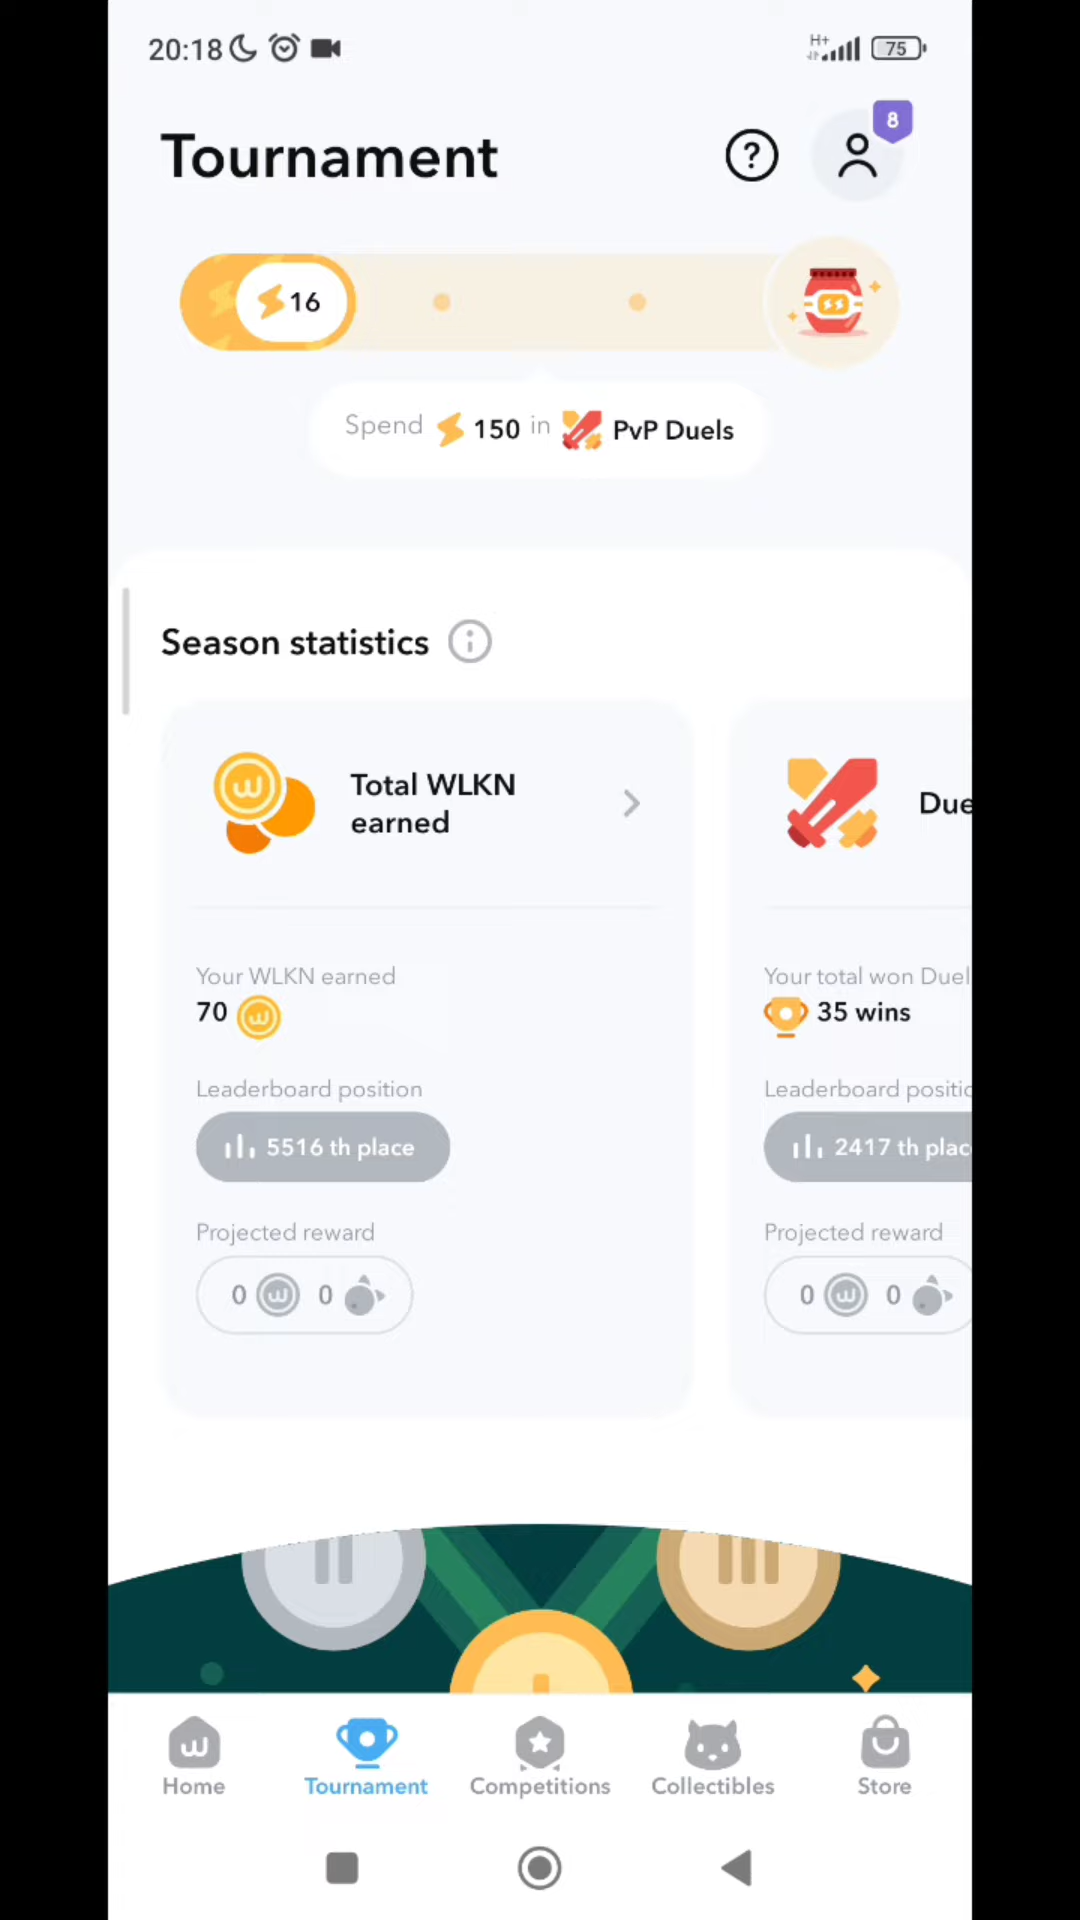 20:18
H+
75
8
Tournament
16
Spend 150 in PvP Duels
Season statistics
Total WLKN
earned
Due
Your WLKN earned
70
Your total won Duel
35 wins
Leaderboard position
Leaderboard positio
5516 th place
2417 th plac
Projected reward
Projected reward
0 0
0 0
Home
Tournament
Competitions
Collectibles
Store